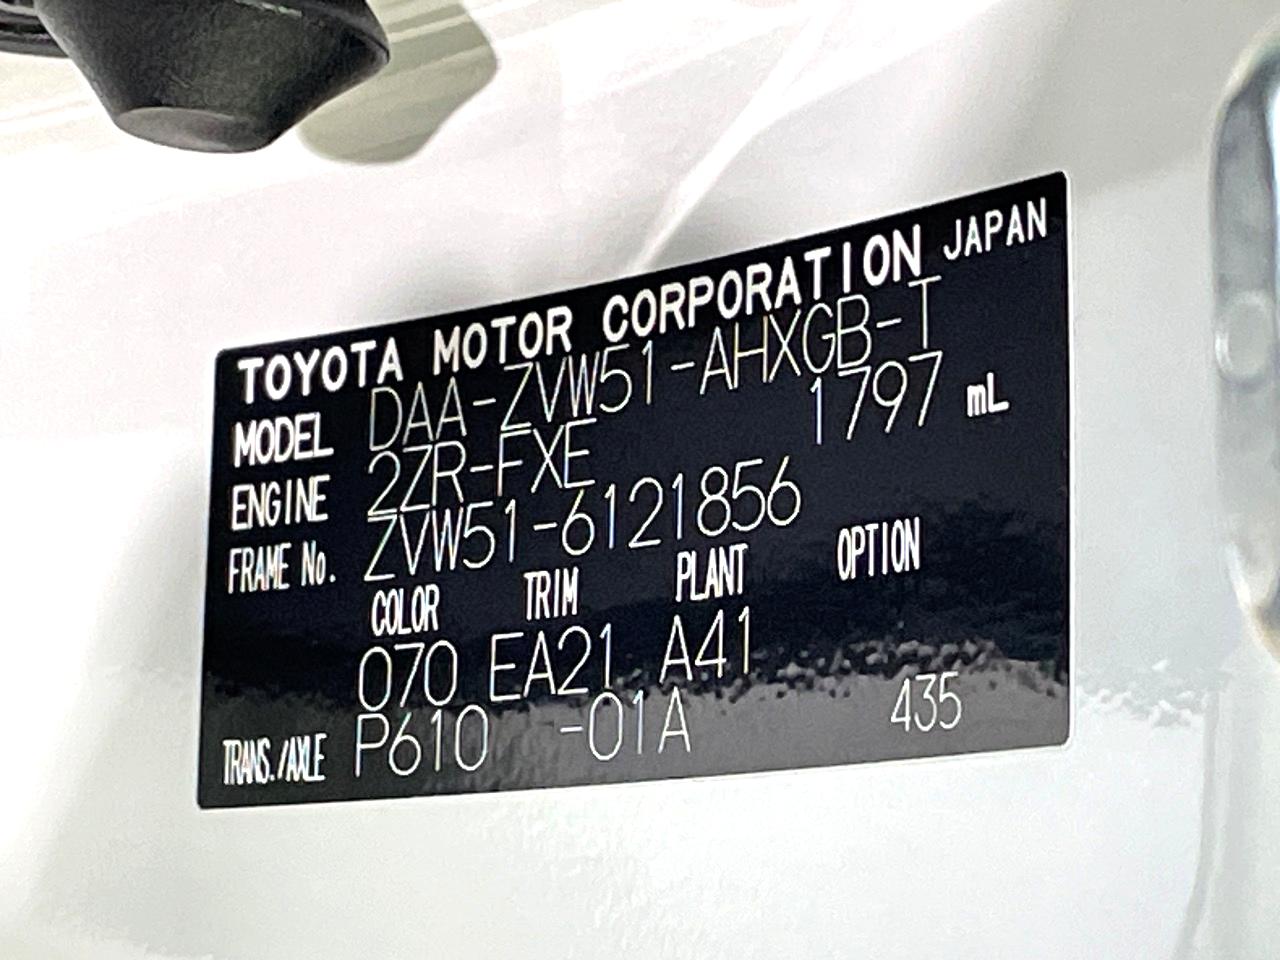 TOYOTA MOTOR CORPORATION JAPAN
MODEL DAA-ZVW51-AHXGB-T
ENGINE 2ZR-FXE 1797 mL
FRAME No. ZVW51-6121856
COLOR TRIM PLANT OPTION
070 EA21 A41
TRANS./AXLE P610 -01A 435